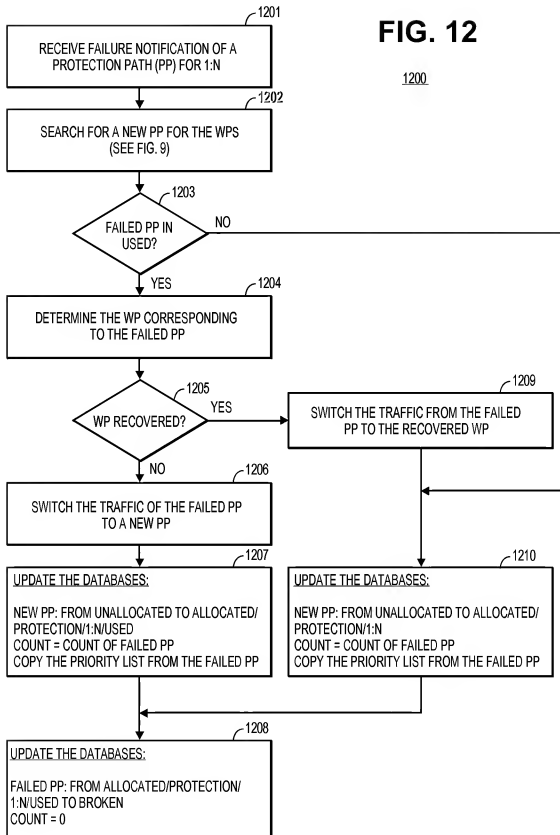 FIG. 12
1200
1201
RECEIVE FAILURE NOTIFICATION OF A
PROTECTION PATH (PP) FOR 1:N
1202
SEARCH FOR A NEW PP FOR THE WPS
(SEE FIG. 9)
1203
FAILED PP IN
USED?
NO
YES
1204
DETERMINE THE WP CORRESPONDING
TO THE FAILED PP
1205
WP RECOVERED?
YES
NO
1209
SWITCH THE TRAFFIC FROM THE FAILED
PP TO THE RECOVERED WP
1206
SWITCH THE TRAFFIC OF THE FAILED PP
TO A NEW PP
1207
UPDATE THE DATABASES:
NEW PP: FROM UNALLOCATED TO ALLOCATED/
PROTECTION/1:N/USED
COUNT = COUNT OF FAILED PP
COPY THE PRIORITY LIST FROM THE FAILED PP
1210
UPDATE THE DATABASES:
NEW PP: FROM UNALLOCATED TO ALLOCATED/
PROTECTION/1:N
COUNT = COUNT OF FAILED PP
COPY THE PRIORITY LIST FROM THE FAILED PP
1208
UPDATE THE DATABASES:
FAILED PP: FROM ALLOCATED/PROTECTION/
1:N/USED TO BROKEN
COUNT = 0